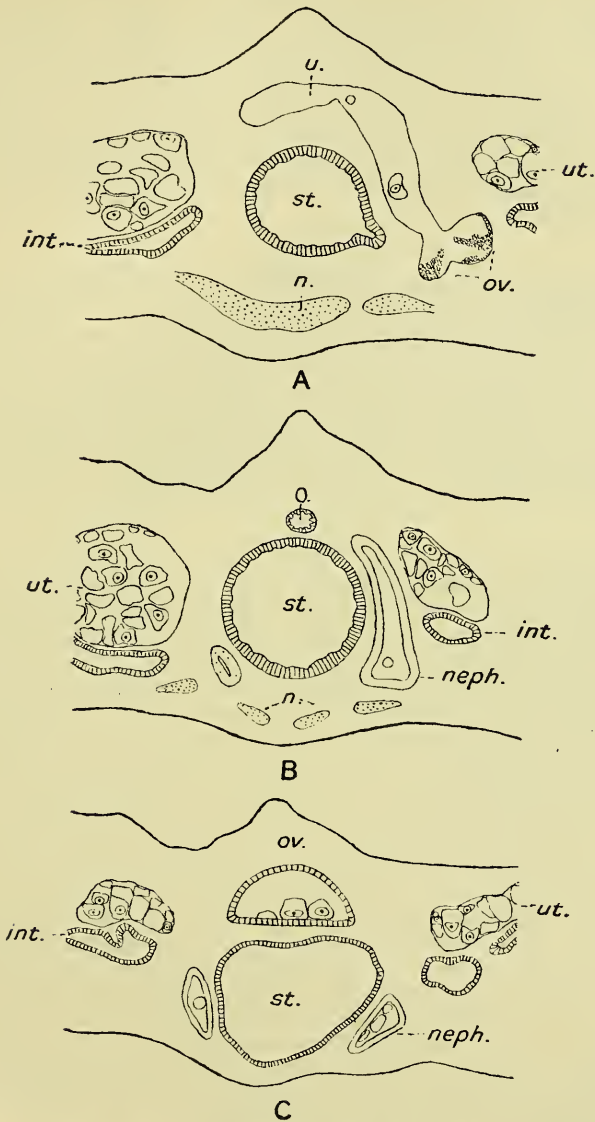 u.
ut.
st.
int.
n.
ov.
A
O.
ut.
st.
int.
neph.
n.
B
ov.
ut.
int.
st.
neph.
C